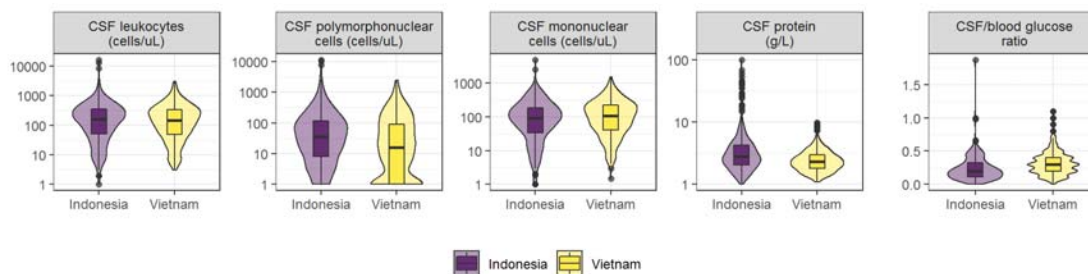 CSF leukocytes
(cells/uL)
10000
1000
100
10
1
Indonesia Vietnam
CSF polymorphonuclear
cells (cells/uL)
10000
1000
100
10
1
Indonesia Vietnam
CSF mononuclear
cells (cells/uL)
1000
100
10
1
Indonesia Vietnam
CSF protein
(g/L)
100
10
1
Indonesia Vietnam
CSF/blood glucose
ratio
1.5
1.0
0.5
0.0
Indonesia Vietnam
Indonesia Vietnam